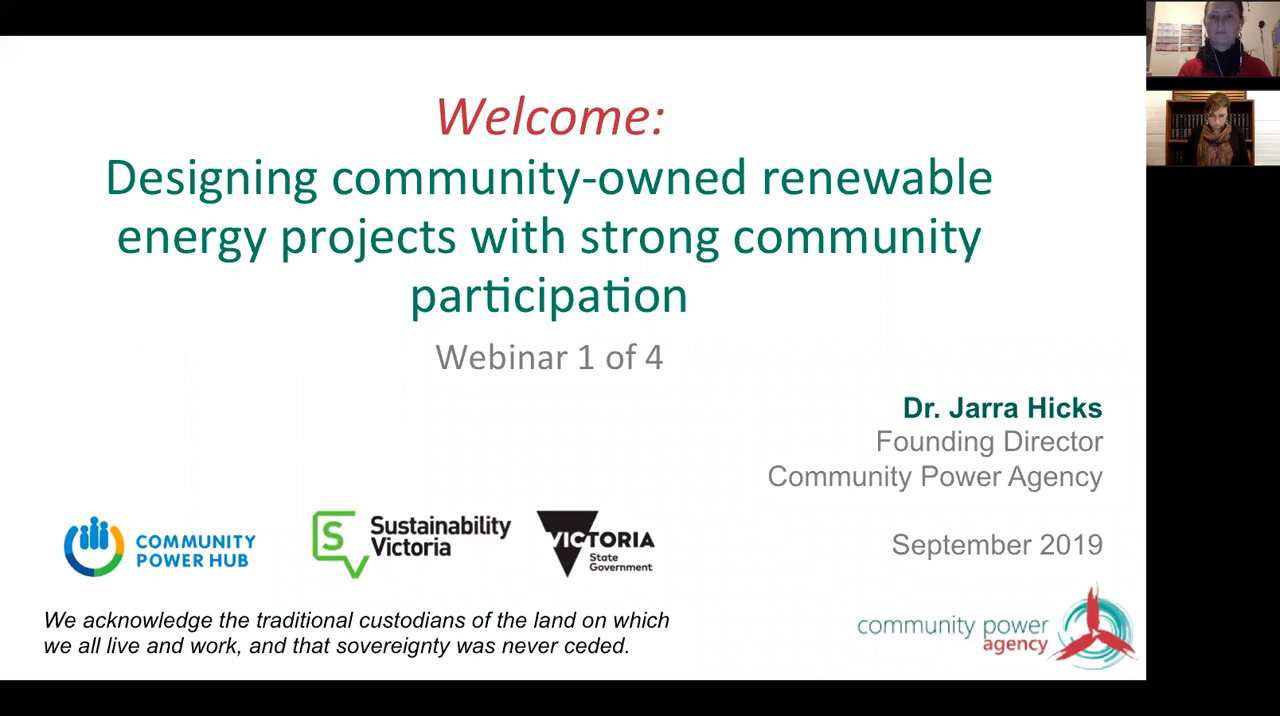 Welcome:
Designing community-owned renewable
energy projects with strong community
participation
Webinar 1 of 4
Dr. Jarra Hicks
Founding Director
Community Power Agency
September 2019
COMMUNITY
POWER HUB
S
Sustainability
Victoria
VICTORIA
State
Government
We acknowledge the traditional custodians of the land on which
we all live and work, and that sovereignty was never ceded.
community power
agency